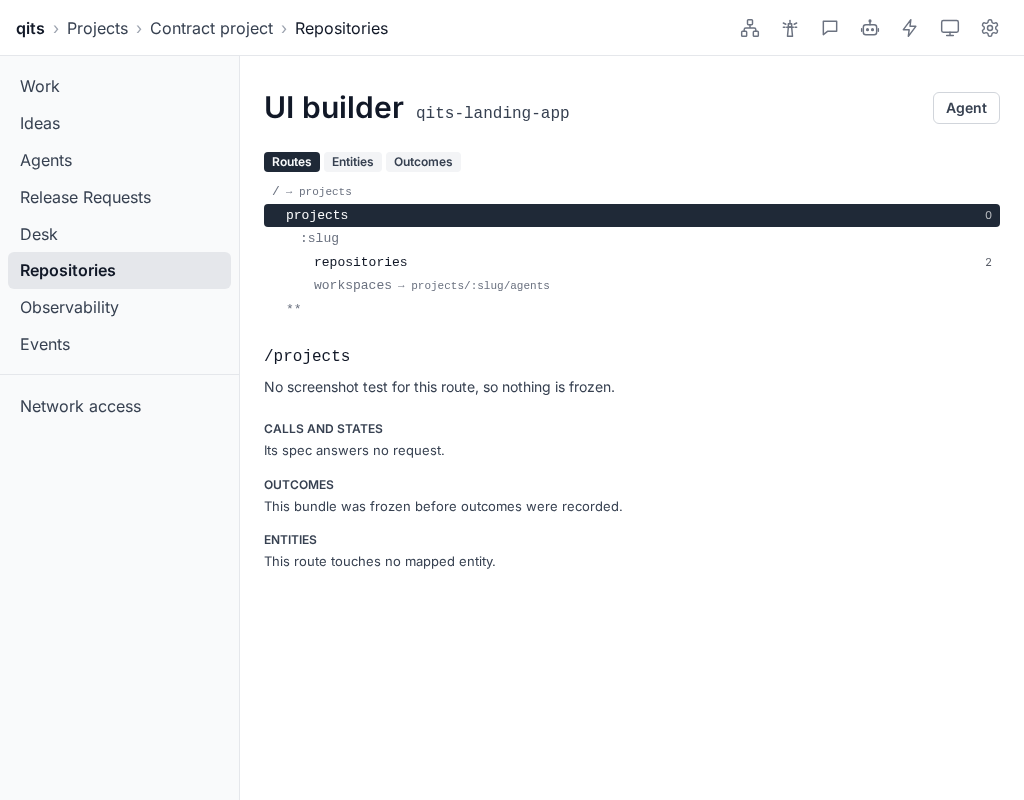 qits › Projects › Contract project › Repositories
Work
Ideas
Agents
Release Requests
Desk
Repositories
Observability
Events
Network access
UI builder qits-landing-app
Agent
Routes Entities Outcomes
/ → projects
projects 0
:slug
repositories 2
workspaces → projects/:slug/agents
**
/projects
No screenshot test for this route, so nothing is frozen.
CALLS AND STATES
Its spec answers no request.
OUTCOMES
This bundle was frozen before outcomes were recorded.
ENTITIES
This route touches no mapped entity.